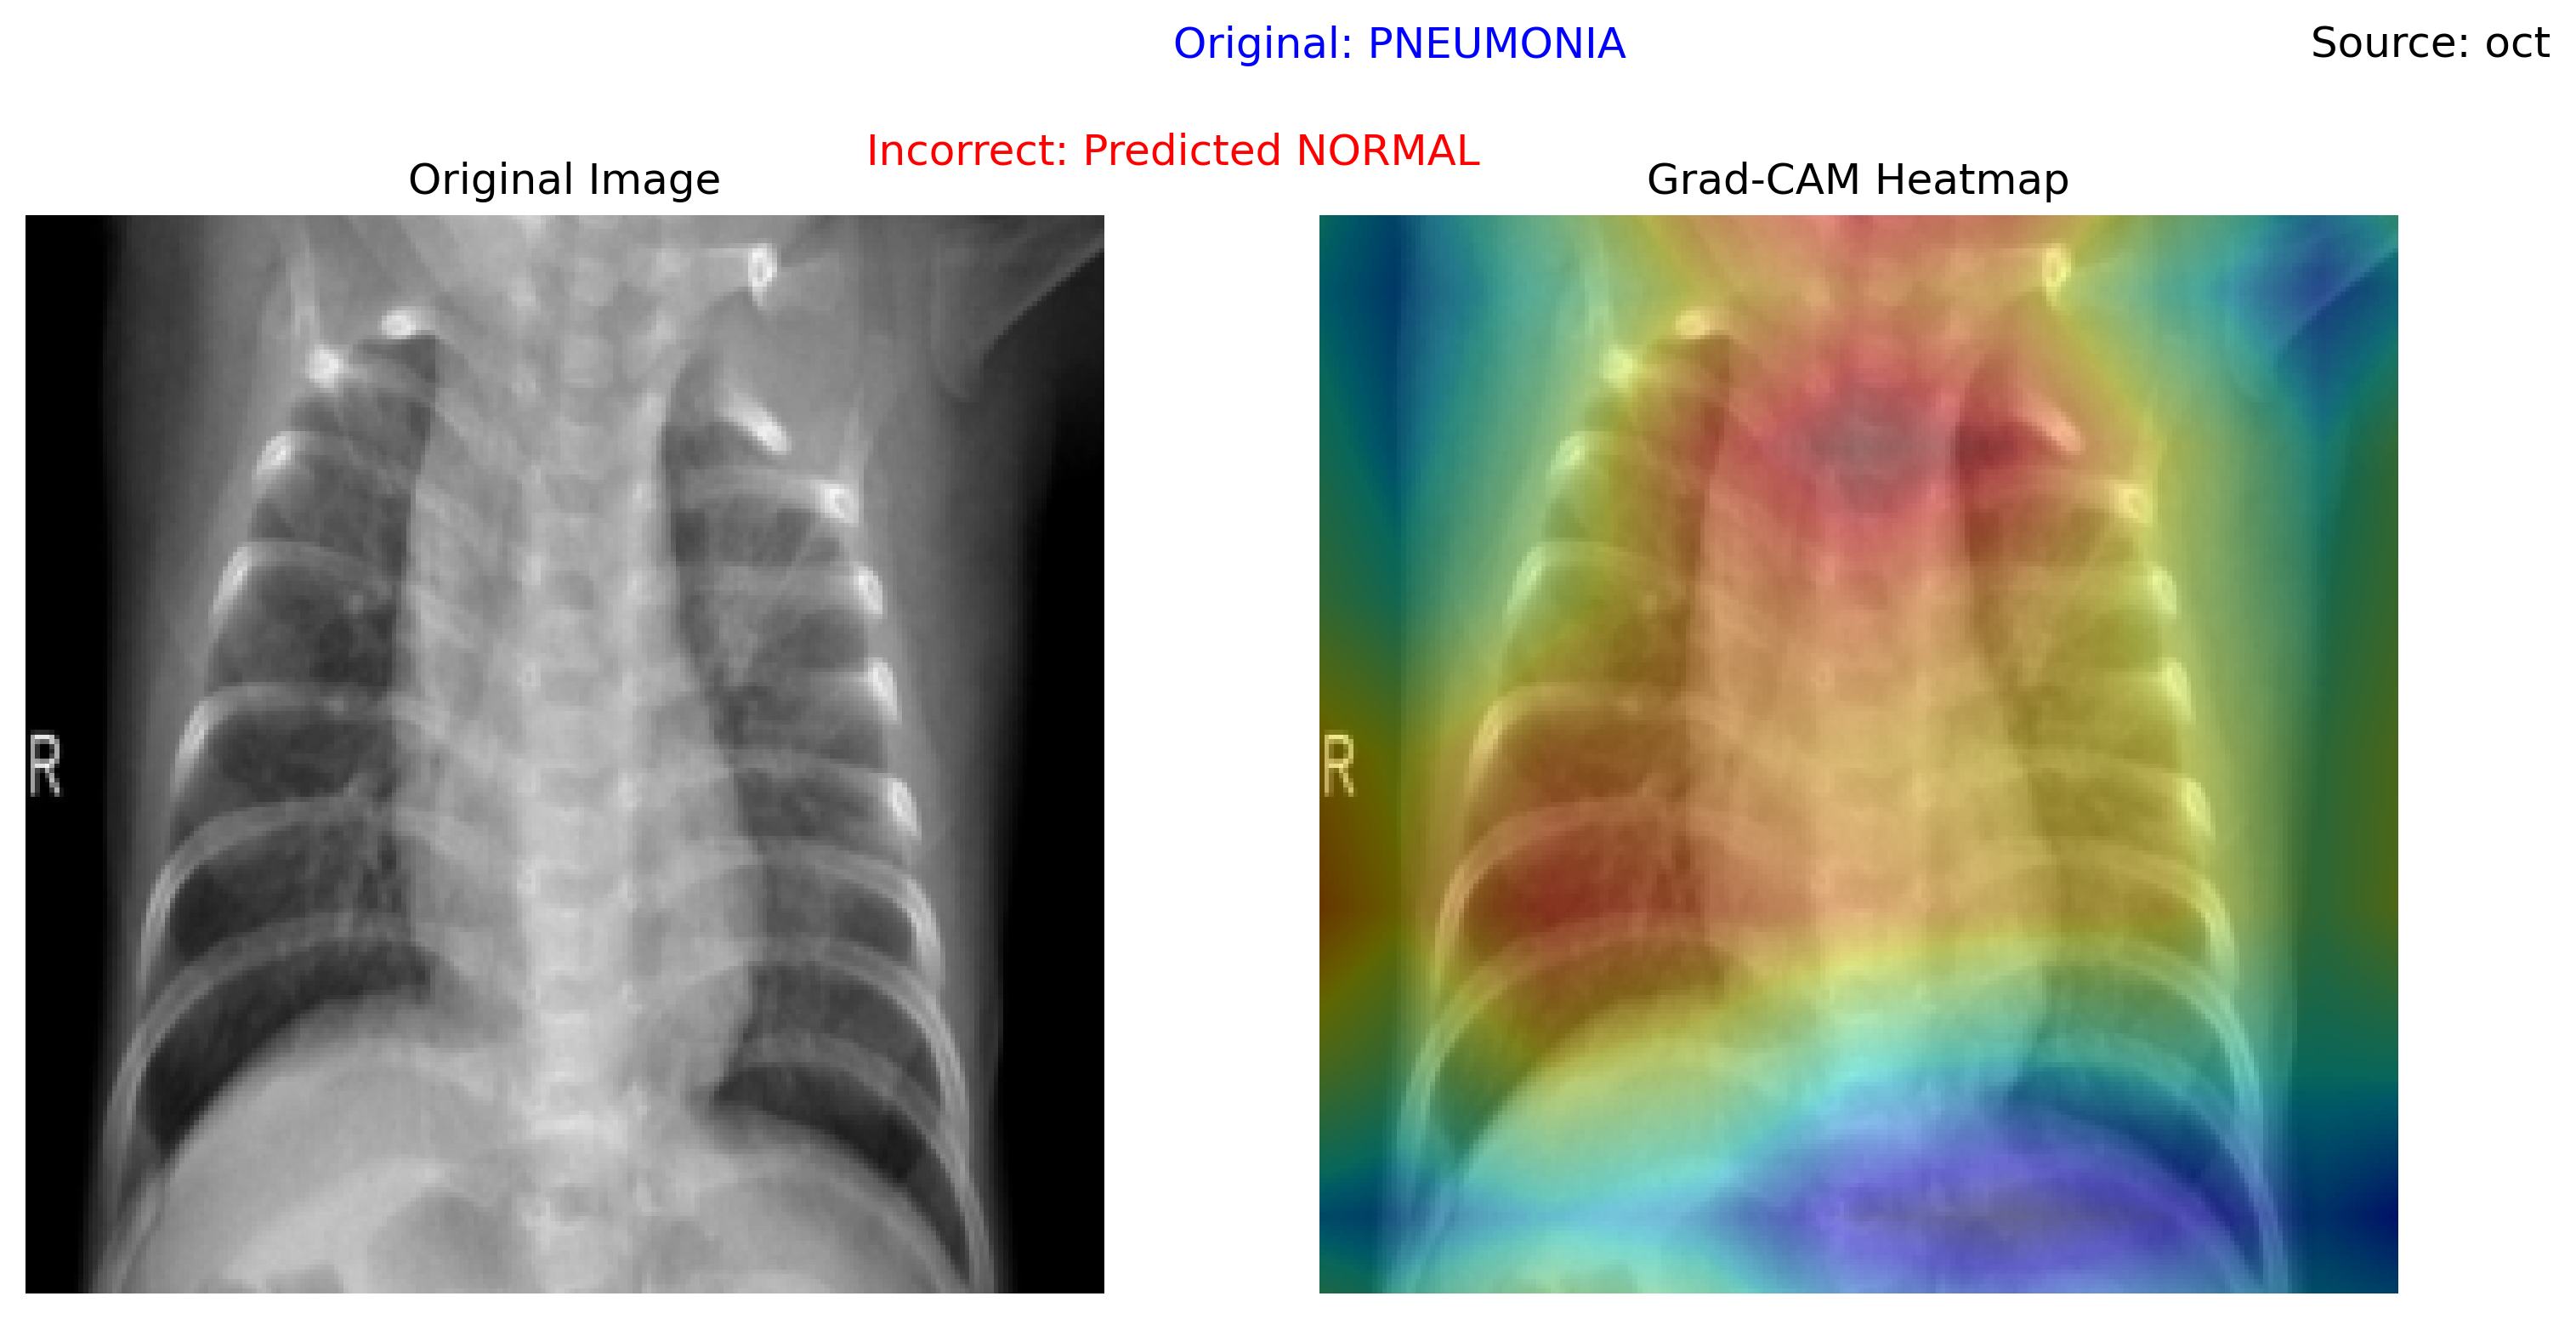 Original: PNEUMONIA
Source: oct
Incorrect: Predicted NORMAL
Original Image
Grad-CAM Heatmap
R
R